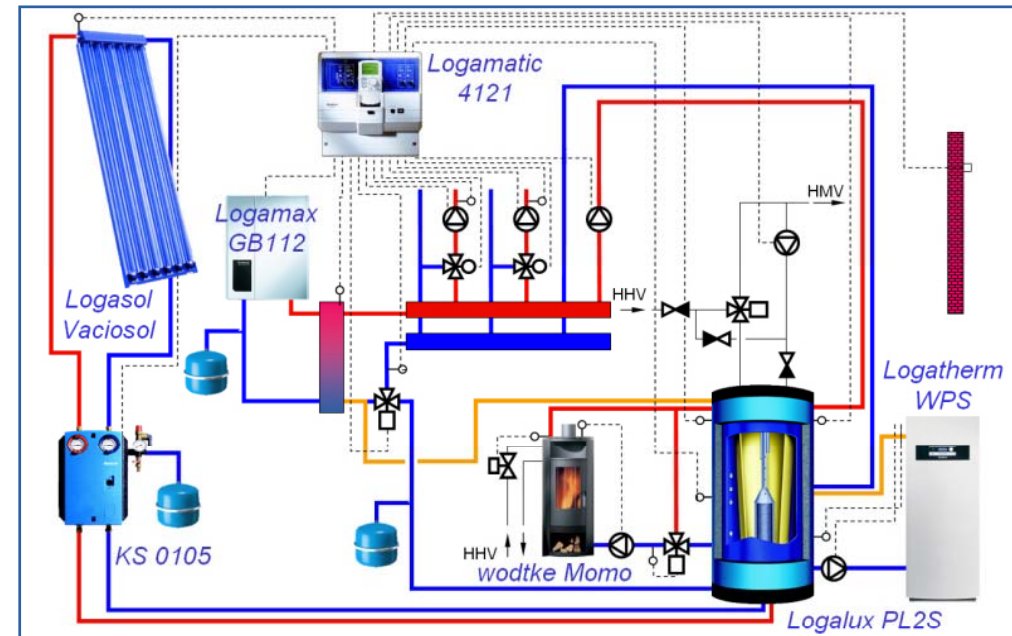 Logamatic
4121
Logamax
GB112
HMV
Logasol
Vaciosol
HHV
Logatherm
WPS
KS 0105
HHV
wodtke Momo
Logalux PL2S